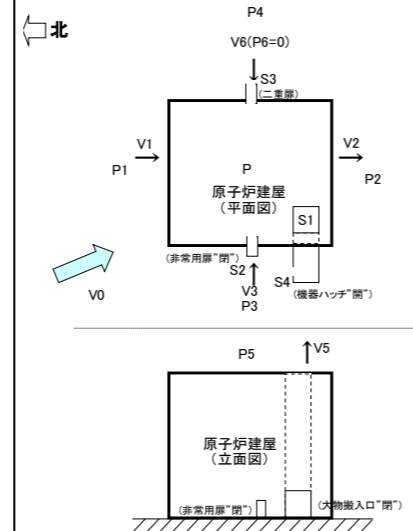 P4
北
V6(P6=0)
S3
(二重扉)
V1
P1
V2
P2
P
原子炉建屋
(平面図)
S1
(非常用扉"閉")
S2
S4
V3
(機器ハッチ"開")
P3
V0
P5
V5
原子炉建屋
(立面図)
(非常用扉"閉")
(大物搬入口"閉")